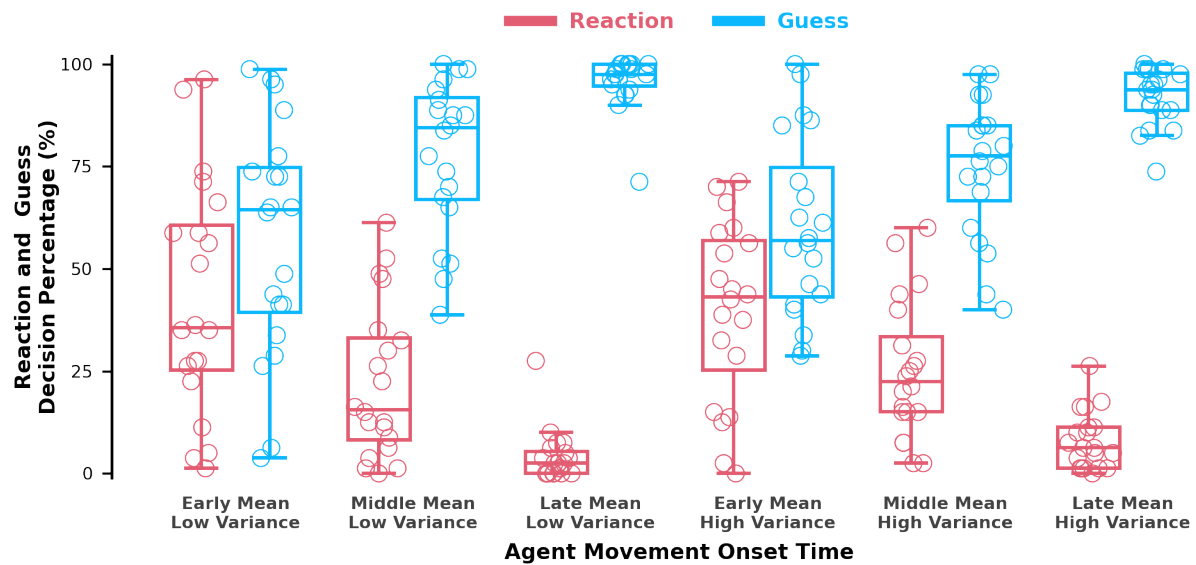 Reaction Guess
Reaction and Guess
Decision Percentage (%)
100
75
50
25
0
Early Mean
Low Variance
Middle Mean
Low Variance
Late Mean
Low Variance
Early Mean
High Variance
Middle Mean
High Variance
Late Mean
High Variance
Agent Movement Onset Time